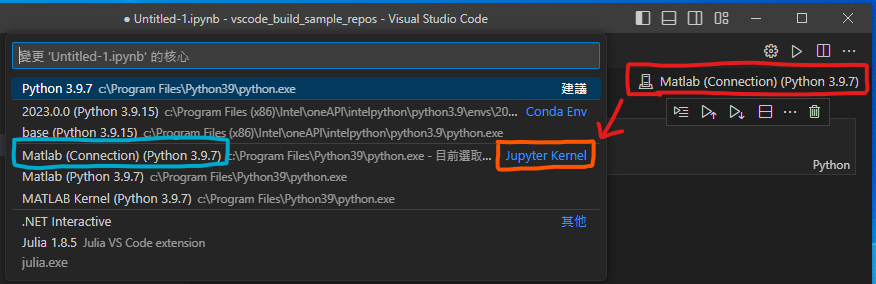 ● Untitled-1.ipynb - vscode_build_sample_repos - Visual Studio Code
變更 'Untitled-1.ipynb' 的核心
Python 3.9.7 c:\Program Files\Python39\python.exe 建議
2023.0.0 (Python 3.9.15) c:\Program Files (x86)\Intel\oneAPI\intelpython\python3.9\envs\20... Conda Env
base (Python 3.9.15) c:\Program Files (x86)\Intel\oneAPI\intelpython\python3.9\python.exe
Matlab (Connection) (Python 3.9.7) c:\Program Files\Python39\python.exe - 目前選取... Jupyter Kernel
Matlab (Python 3.9.7) c:\Program Files\Python39\python.exe
MATLAB Kernel (Python 3.9.7) c:\Program Files\Python39\python.exe
.NET Interactive 其他
Julia 1.8.5 Julia VS Code extension
julia.exe
Matlab (Connection) (Python 3.9.7)
Python